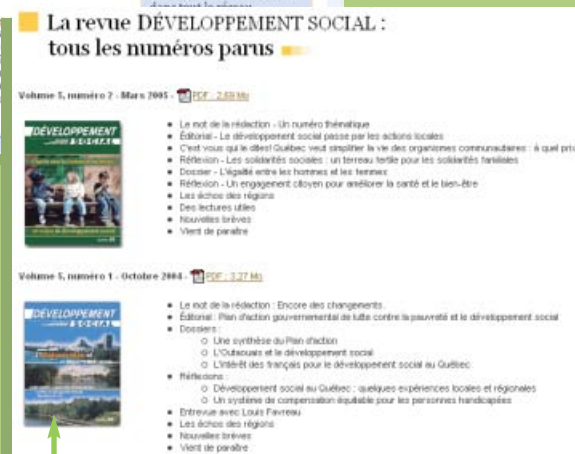 dans tout le réseau
La revue DÉVELOPPEMENT SOCIAL :
tous les numéros parus
Volume 5, numéro 2 - Mars 2005 - PDF : 2,69 Mo
DÉVELOPPEMENT
SOCIAL
Le mot de la rédaction - Un numéro thématique
Éditorial - Le développement social passe par les actions locales
C'est vous qui le dites! Québec veut simplifier la vie des organismes communautaires : à quel prix
Réflexion - Les solidarités sociales : un terreau fertile pour les solidarités familiales
Dossier - L'égalité entre les hommes et les femmes
Réflexion - Un engagement citoyen pour améliorer la santé et le bien-être
Les échos des régions
Des lectures utiles
Nouvelles brèves
Vient de paraître
Volume 5, numéro 1 - Octobre 2004 - PDF : 3,27 Mo
DÉVELOPPEMENT
SOCIAL
Le mot de la rédaction : Encore des changements.
Éditorial : Plan d'action gouvernemental de lutte contre la pauvreté et le développement social
Dossiers :
Une synthèse du Plan d'action
L'Outaouais et le développement social
L'intérêt des français pour le développement social au Québec
Réflexions :
Développement social au Québec : quelques expériences locales et régionales
Un système de compensation équitable pour les personnes handicapées
Entrevue avec Louis Favreau
Les échos des régions
Nouvelles brèves
Vient de paraître